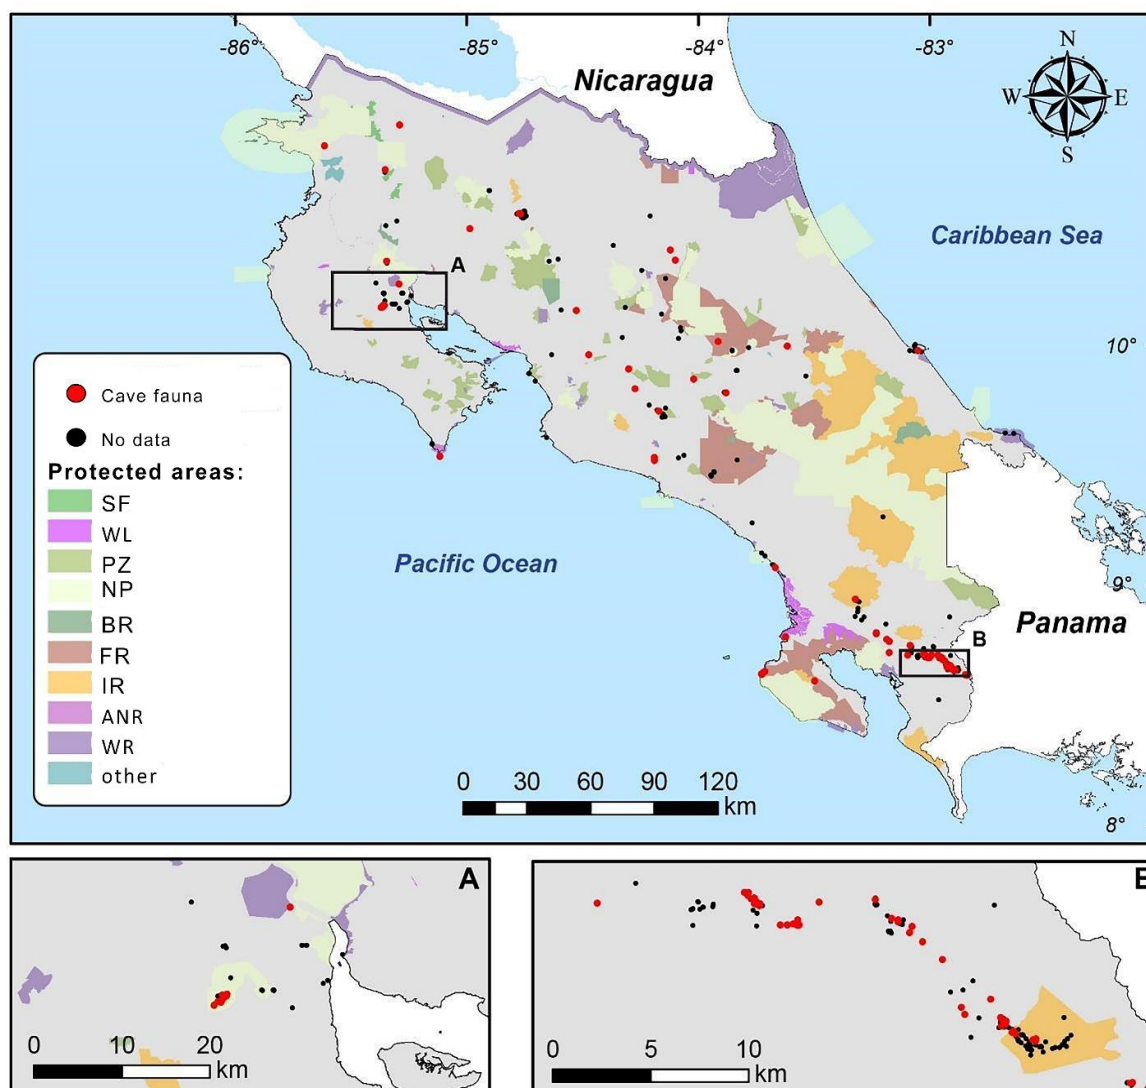 -86°
-85°
-84°
-83°
Nicaragua
N
W
E
S
Caribbean Sea
A
10°
Cave fauna
No data
Protected areas:
SF
WL
PZ
NP
BR
FR
IR
ANR
WR
other
Pacific Ocean
9°
Panama
B
0 30 60 90 120
km
8°
A
0 10 20
km
B
0 5 10
km